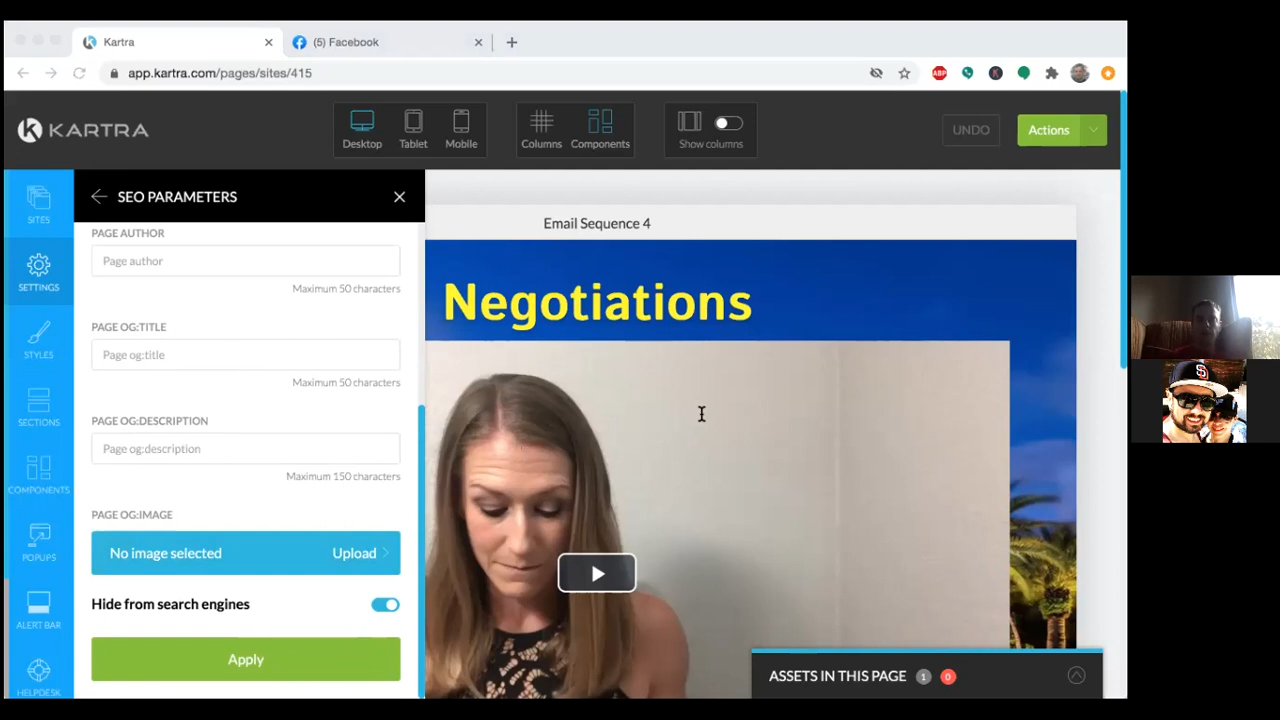 Kartra
(5) Facebook
app.kartra.com/pages/sites/415
ABP
KARTRA
Desktop
Tablet
Mobile
Columns
Components
Show columns
UNDO
Actions
SITES
SETTINGS
STYLES
SECTIONS
COMPONENTS
POPUPS
ALERT BAR
HELPDESK
SEO PARAMETERS
PAGE AUTHOR
Page author
Maximum 50 characters
PAGE OG:TITLE
Page og:title
Maximum 50 characters
PAGE OG:DESCRIPTION
Page og:description
Maximum 150 characters
PAGE OG:IMAGE
No image selected
Upload
Hide from search engines
Apply
Email Sequence 4
Negotiations
ASSETS IN THIS PAGE 1 0